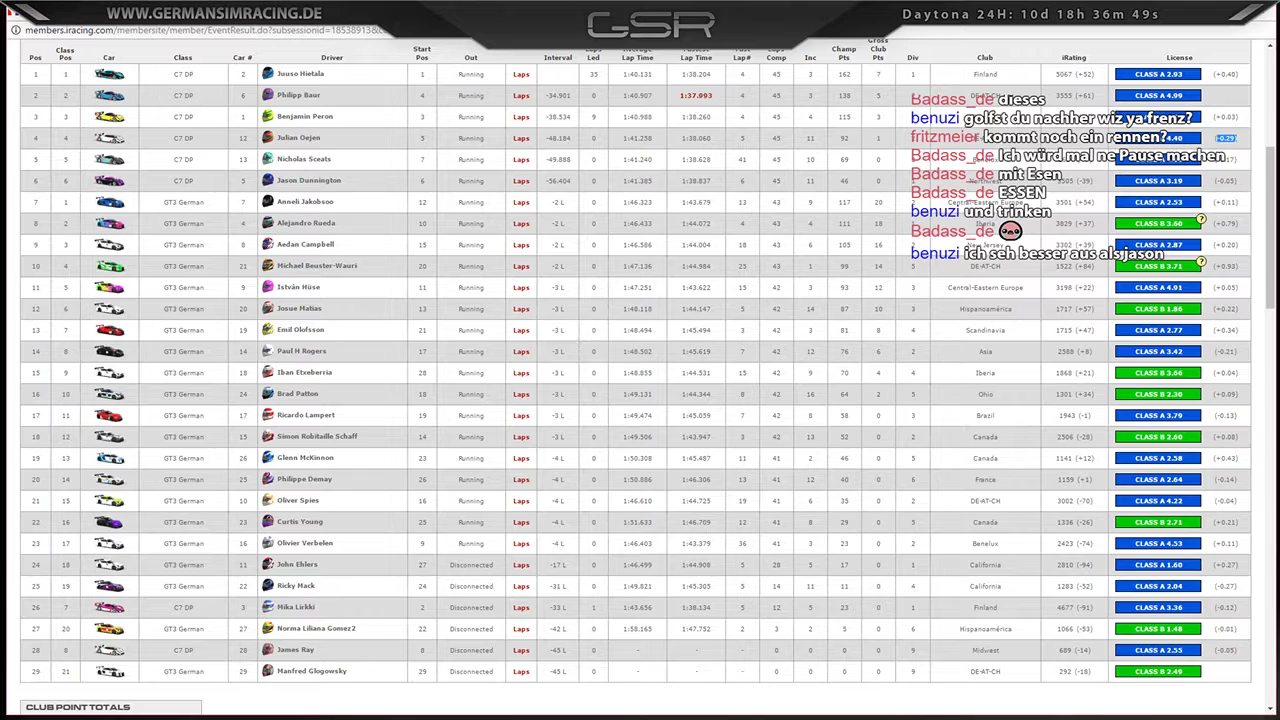 WWW.GERMANSIMRACING.DE
GSR
Daytona 24H: 10d 18h 36m 49s
members.iracing.com/membersite/member/EventResult.do?subsessionid=18538913&c
Pos Class Pos Car Class Car # Driver Start Pos Out Interval Laps Led Average Lap Time Fastest Lap Time Fast Lap# Laps Comp Inc Champ Pts Gross Club Pts Div Club iRating License
1 1 C7 DP 2 Juuso Hietala 1 Running Laps 35 1:40.131 1:38.204 4 45 3 162 7 1 Finland 5067 (+52) CLASS A 2.93 (+0.40)
2 2 C7 DP 6 Philipp Baur 4 Running Laps -34.901 0 1:40.907 1:37.993 4 45 1 138 5 3555 (+61) CLASS A 4.99
3 3 C7 DP 1 Benjamin Peron 3 Running Laps -38.534 9 1:40.988 1:38.260 45 115 3 (+0.03)
4 4 C7 DP 12 Julian Oejen 5 Running Laps -48.184 0 1:41.258 1:38.060 5 45 11 92 1 4.40 (-0.29)
5 5 C7 DP 13 Nicholas Sceats 7 Running Laps -49.888 0 1:41.240 1:38.628 41 45 69 0
6 6 C7 DP 5 Jason Dunnington 6 Running Laps -56.404 0 1:41.385 1:38.837 6 45 46 0 (-39) CLASS A 3.19 (-0.05)
7 1 GT3 German 7 Anneli Jakobsoo 12 Running Laps -2 L 0 1:46.323 1:43.679 13 43 117 20 3 Central-Eastern Europe 3501 (+54) CLASS A 2.53 (+0.11)
8 2 GT3 German 4 Alejandro Rueda 10 Running Laps -2 L 0 1:46.433 1:44.072 4 43 111 18 Iberia 3829 (+37) CLASS B 3.60 (+0.79)
9 3 GT3 German 8 Aedan Campbell 15 Running Laps -2 L 0 1:46.586 1:44.004 18 43 6 105 16 New Jersey 3302 (+39) CLASS A 2.87 (+0.20)
10 4 GT3 German 21 Michael Beuster-Wauri 20 Running Laps -2 L 0 1:47.136 1:44.984 25 43 1 99 14 5 DE-AT-CH 1522 (+84) CLASS B 3.71 (+0.93)
11 5 GT3 German 9 István Hüse 11 Running Laps -3 L 0 1:47.251 1:43.622 15 42 5 93 12 3 Central-Eastern Europe 3198 (+22) CLASS A 4.91 (+0.05)
12 6 GT3 German 20 Josue Matias 13 Running Laps -3 L 0 1:48.118 1:44.147 5 42 14 87 10 Hispanoamérica 1717 (+57) CLASS B 1.86 (+0.22)
13 7 GT3 German 19 Emil Olofsson 21 Running Laps -3 L 0 1:48.494 1:45.494 3 42 81 8 4 Scandinavia 1715 (+47) CLASS A 2.77 (+0.34)
14 8 GT3 German 14 Paul H Rogers 17 Running Laps -3 L 0 1:48.502 1:45.619 7 42 12 76 6 Asia 2588 (+8) CLASS A 3.42 (-0.21)
15 9 GT3 German 18 Iban Etxeberria Running Laps -3 L 0 1:48.855 1:44.531 15 42 70 4 4 Iberia 1868 (+21) CLASS B 3.66 (+0.04)
16 10 GT3 German 24 Brad Patton 18 Running Laps -3 L 0 1:49.131 1:44.344 8 42 16 64 2 5 Ohio 1301 (+34) CLASS B 2.30 (+0.09)
17 11 GT3 German 17 Ricardo Lampert 19 Running Laps -3 L 0 1:49.474 1:45.059 7 42 58 0 3 Brazil 1943 (-1) CLASS A 3.79 (-0.13)
18 12 GT3 German 15 Simon Robitaille Schaff 14 Running Laps -3 L 0 1:49.506 1:43.947 3 42 13 52 0 Canada 2506 (-28) CLASS B 2.60 (+0.08)
19 13 GT3 German 26 Glenn McKinnon 23 Running Laps -3 L 0 1:50.308 1:45.487 11 42 46 0 5 Canada 1141 (+12) CLASS A 2.58 (+0.43)
20 14 GT3 German 25 Philippe Demay 26 Running Laps -4 L 0 1:50.886 1:46.306 13 41 12 40 0 6 France 1159 (+1) CLASS A 2.64 (-0.14)
21 15 GT3 German 10 Oliver Spies 16 Running Laps -4 L 0 1:46.610 1:44.725 19 41 35 0 2 DE-AT-CH 3002 (-70) CLASS A 4.22 (-0.04)
22 16 GT3 German 23 Curtis Young 25 Running Laps -4 L 0 1:51.633 1:46.709 12 41 29 0 5 Canada 1336 (-26) CLASS B 2.71 (+0.21)
23 17 GT3 German 16 Olivier Verbelen 9 Running Laps -4 L 0 1:46.403 1:43.379 36 41 23 0 2 Benelux 2423 (-74) CLASS A 4.53 (+0.11)
24 18 GT3 German 11 John Ehlers 27 Disconnected Laps -17 L 0 1:46.499 1:44.908 5 28 17 0 California 2810 (-94) CLASS A 1.60 (+0.27)
25 19 GT3 German 22 Ricky Mack 24 Disconnected Laps -31 L 0 1:49.821 1:45.305 5 14 11 0 4 California 1283 (-52) CLASS A 2.04
26 7 C7 DP 3 Mika Lirkki 2 Disconnected Laps -33 L 1 1:43.656 1:38.134 5 12 23 0 Finland 4677 (-91) CLASS A 3.36 (-0.12)
27 20 GT3 German 27 Norma Liliana Gomez2 22 Disconnected Laps -42 L 0 1:58.165 1:47.752 2 3 5 0 6 Hispanoamérica 1066 (-53) CLASS B 1.48 (-0.01)
28 8 C7 DP 28 James Ray 8 Disconnected Laps -45 L 0 - - - 0 0 0 9 Midwest 689 (-14) CLASS A 2.55 (-0.05)
29 21 GT3 German 29 Manfred Glogowsky 29 Disconnected Laps -45 L - - 0 0 0 9 DE-AT-CH 292 (-18) CLASS B 2.49
Badass_de dieses
benuzi golfst du nachher wiz ya frenz?
fritzmeier kommt noch ein rennen?
Badass_de Ich würd mal ne Pause machen
Badass_de mit Esen
Badass_de ESSEN
benuzi und trinken
Badass_de
benuzi ich seh besser aus als jason
CLUB POINT TOTALS